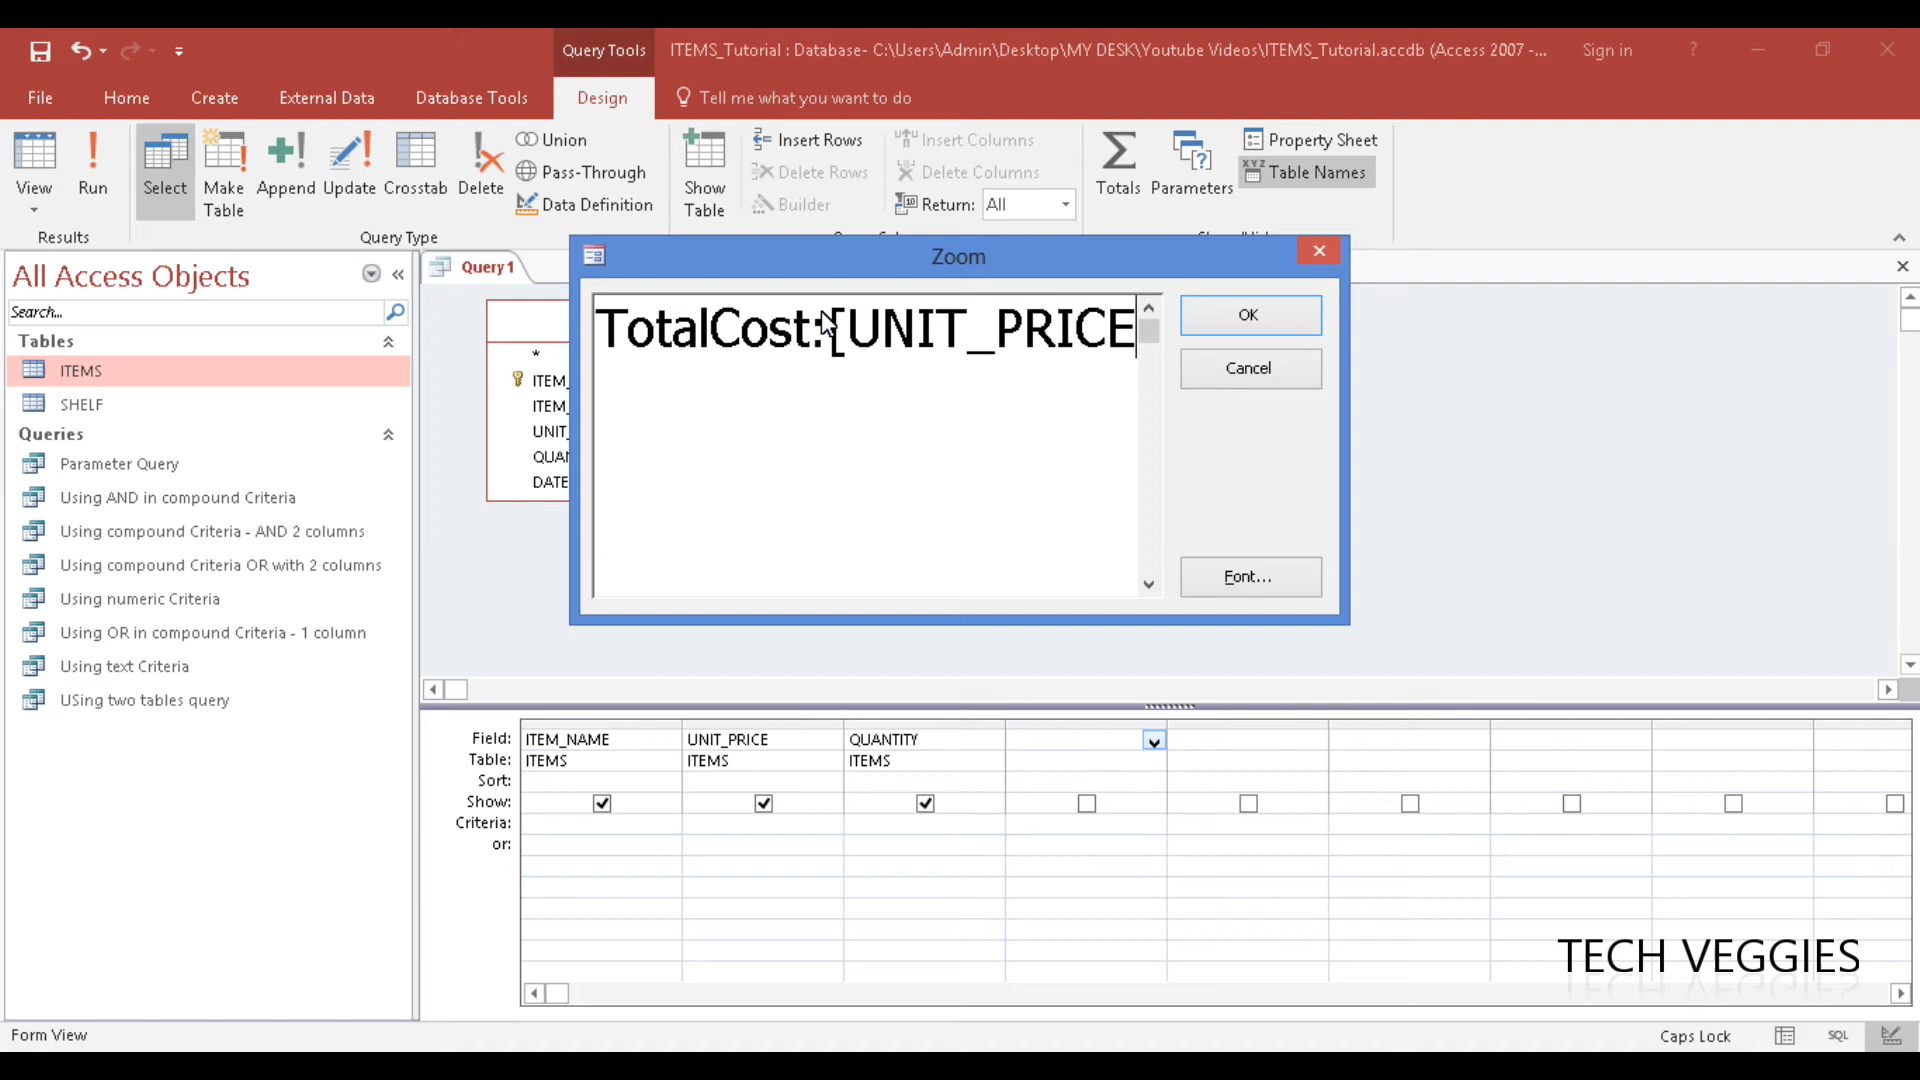 Query Tools ITEMS_Tutorial : Database- C:\Users\Admin\Desktop\MY DESK\Youtube Videos\ITEMS_Tutorial.accdb (Access 2007 -... Sign in ?
File Home Create External Data Database Tools Design Tell me what you want to do
View
Run
Select
Make Table
Append
Update
Crosstab
Delete
Union
Pass-Through
Data Definition
Show Table
Insert Rows
Delete Rows
Builder
Insert Columns
Delete Columns
Return: All
Totals
Parameters
Property Sheet
XYZ Table Names
Results
Query Type
All Access Objects
Search...
Tables
ITEMS
SHELF
Queries
Parameter Query
Using AND in compound Criteria
Using compound Criteria - AND 2 columns
Using compound Criteria OR with 2 columns
Using numeric Criteria
Using OR in compound Criteria - 1 column
Using text Criteria
USing two tables query
Query1
*
ITEM_
ITEM_
UNIT_
QUAN
DATE
Zoom
TotalCost:[UNIT_PRICE
OK
Cancel
Font...
Field: ITEM_NAME UNIT_PRICE QUANTITY
Table: ITEMS ITEMS ITEMS
Sort:
Show:
Criteria:
or:
TECH VEGGIES
Form View
Caps Lock
SQL